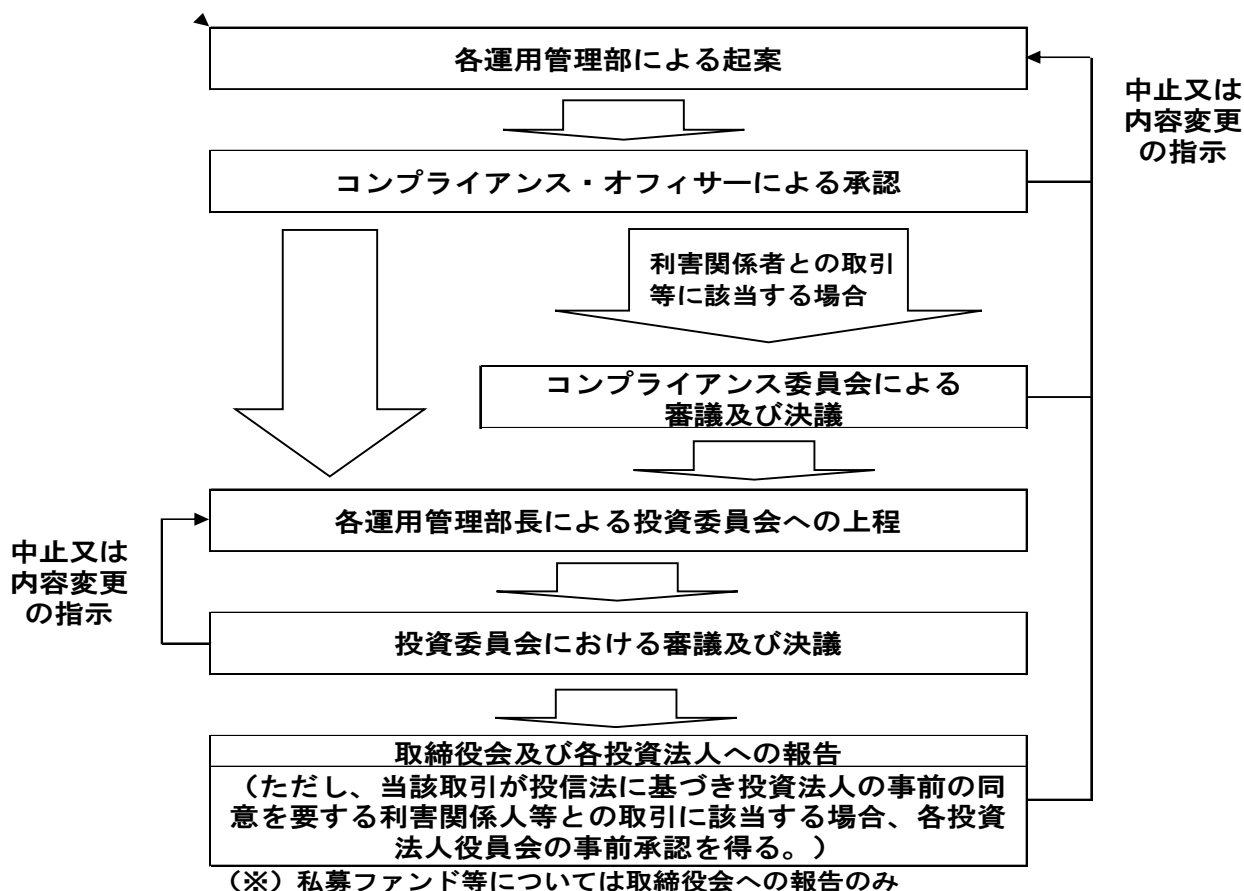 各運用管理部による起案
中止又は
内容変更
の指示
コンプライアンス・オフィサーによる承認
利害関係者との取引
等に該当する場合
コンプライアンス委員会による
審議及び決議
各運用管理部長による投資委員会への上程
中止又は
内容変更
の指示
投資委員会における審議及び決議
取締役会及び各投資法人への報告
(ただし、当該取引が投信法に基づき投資法人の事前の同
意を要する利害関係人等との取引に該当する場合、各投資
法人役員会の事前承認を得る。)
(※)私募ファンド等については取締役会への報告のみ